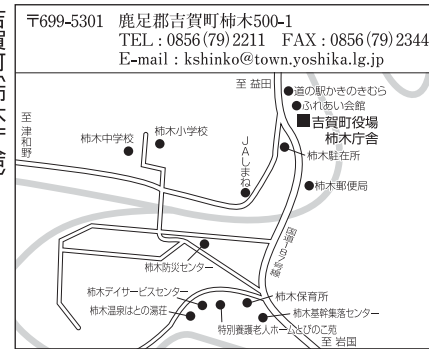 吉賀町(柿木庁舎)
〒699-5301 鹿足郡吉賀町柿木500-1
TEL : 0856(79)2211 FAX : 0856(79)2344
E-mail : kshinko@town.yoshika.lg.jp
至 益田
道の駅かきのきむら
ふれあい会館
吉賀町役場
柿木庁舎
至 津和野
柿木中学校
柿木小学校
JAしまね
柿木駐在所
柿木郵便局
国道187号線
柿木防災センター
柿木デイサービスセンター
柿木保育所
柿木温泉はとの湯荘
柿木基幹集落センター
特別養護老人ホームとびのこ苑
至 岩国